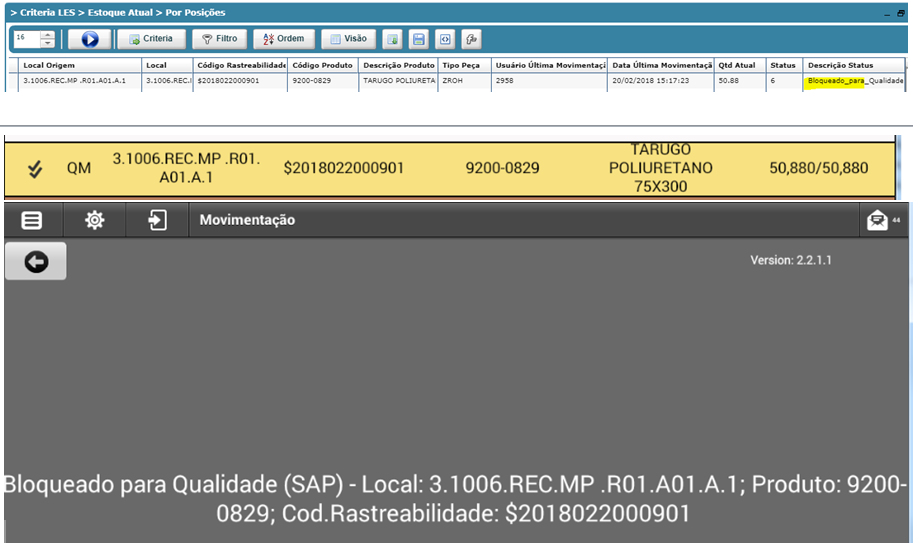 > Criteria LES > Estoque Atual > Por Posições
16 Criteria Filtro Ordem Visão
Local Origem Local Código Rastreabilidade Código Produto Descrição Produto Tipo Peça Usuário Última Movimentaçã Data Última Movimentaçã Qtd Atual Status Descrição Status
3.1006.REC.MP .R01.A01.A.1 3.1006.REC.I $2018022000901 9200-0829 TARUGO POLIURETA ZROH 2958 20/02/2018 15:17:23 50.88 6 Bloqueado_para_Qualidade
QM 3.1006.REC.MP .R01. $2018022000901 9200-0829 TARUGO 50,880/50,880
A01.A.1 POLIURETANO
75X300
Movimentação 44
Version: 2.2.1.1
Bloqueado para Qualidade (SAP) - Local: 3.1006.REC.MP .R01.A01.A.1; Produto: 9200-
0829; Cod.Rastreabilidade: $2018022000901